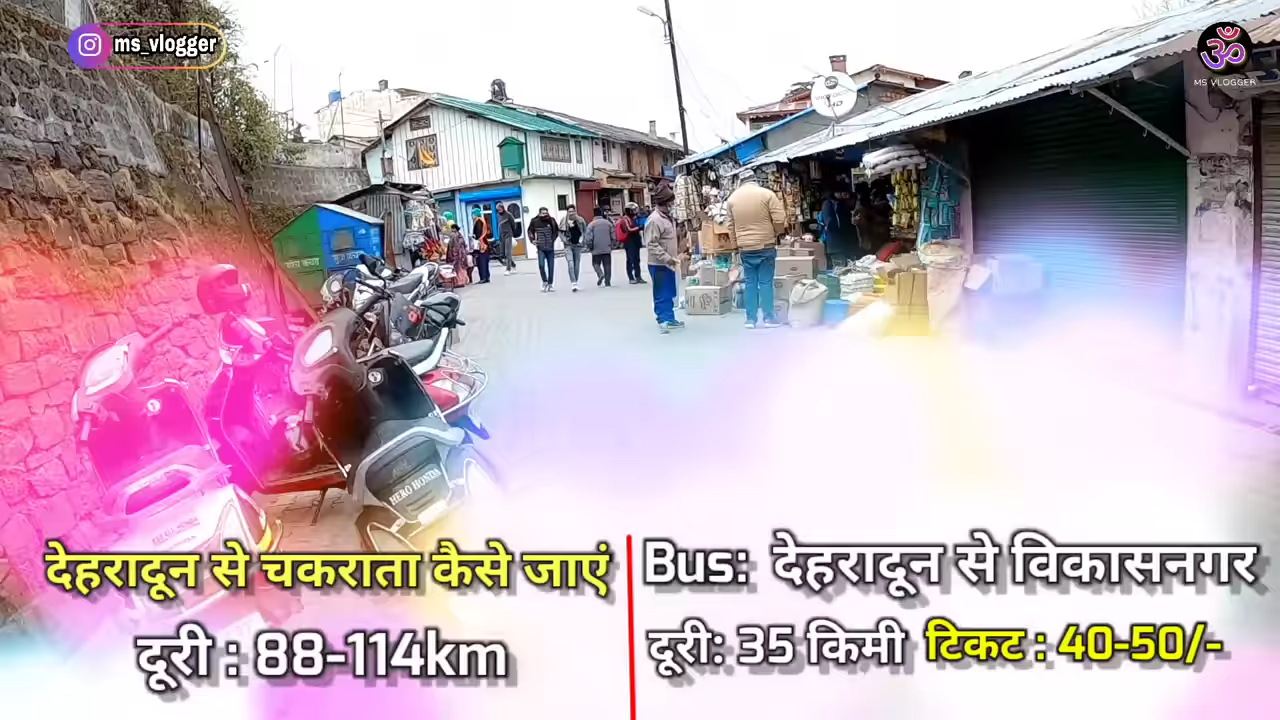 ms_vlogger
ॐ
MS VLOGGER
HERO HONDA
देहरादून से चकराता कैसे जाएं
दूरी : 88-114km
Bus: देहरादून से विकासनगर
दूरी: 35 किमी टिकट : 40-50/-